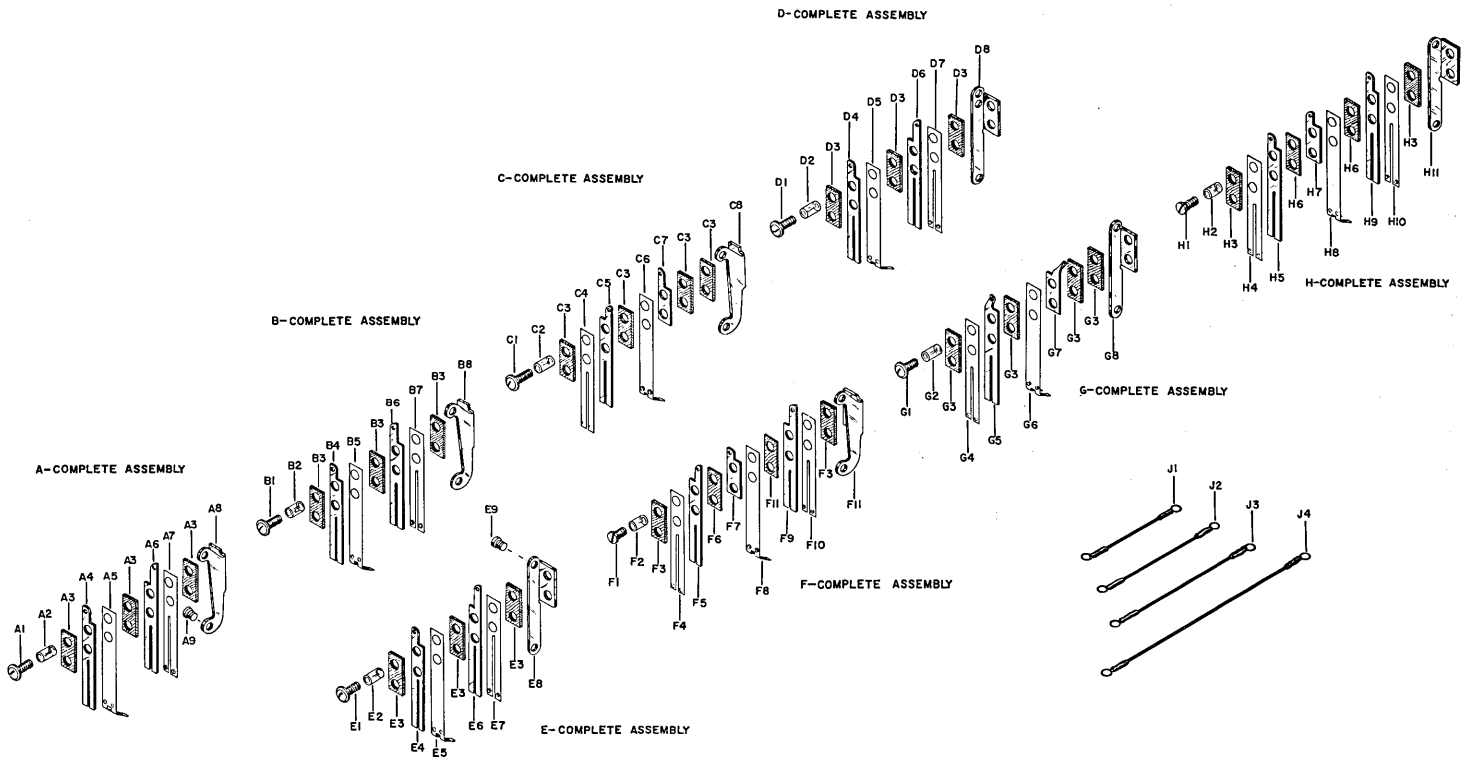 D-COMPLETE ASSEMBLY
D1
D2
D3
D4
D5
D3
D6
D7
D3
D8
C-COMPLETE ASSEMBLY
C1
C2
C3
C4
C5
C3
C6
C7
C3
C3
C8
B-COMPLETE ASSEMBLY
B1
B2
B3
B4
B5
B3
B6
B7
B3
B8
A-COMPLETE ASSEMBLY
A1
A2
A3
A4
A5
A3
A6
A7
A3
A8
A9
E9
E1
E2
E3
E4
E5
E3
E6
E7
E3
E8
E-COMPLETE ASSEMBLY
F1
F2
F3
F4
F5
F6
F7
F8
F11
F9
F10
F3
F11
F-COMPLETE ASSEMBLY
G1
G2
G3
G4
G5
G3
G6
G7
G3
G3
G8
G-COMPLETE ASSEMBLY
H1
H2
H3
H4
H5
H6
H7
H8
H6
H9
H10
H3
H11
H-COMPLETE ASSEMBLY
J1
J2
J3
J4